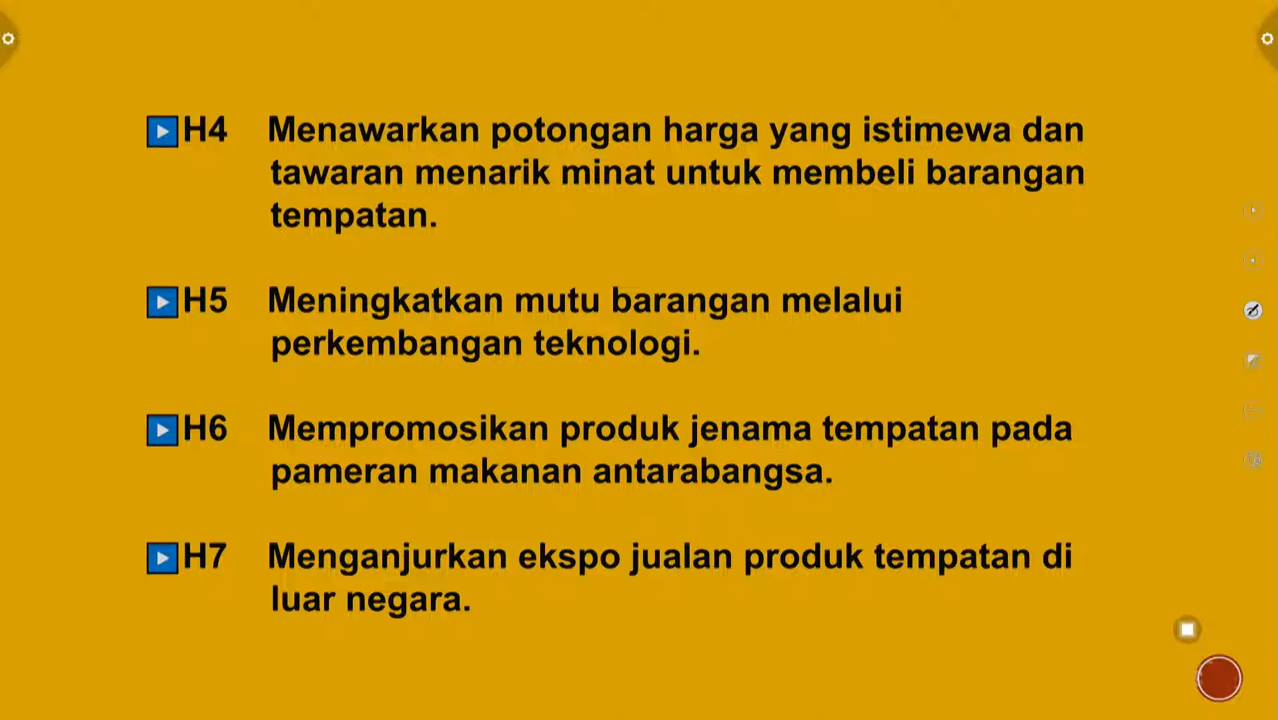 H4 Menawarkan potongan harga yang istimewa dan
tawaran menarik minat untuk membeli barangan
tempatan.
H5 Meningkatkan mutu barangan melalui
perkembangan teknologi.
H6 Mempromosikan produk jenama tempatan pada
pameran makanan antarabangsa.
H7 Menganjurkan ekspo jualan produk tempatan di
luar negara.